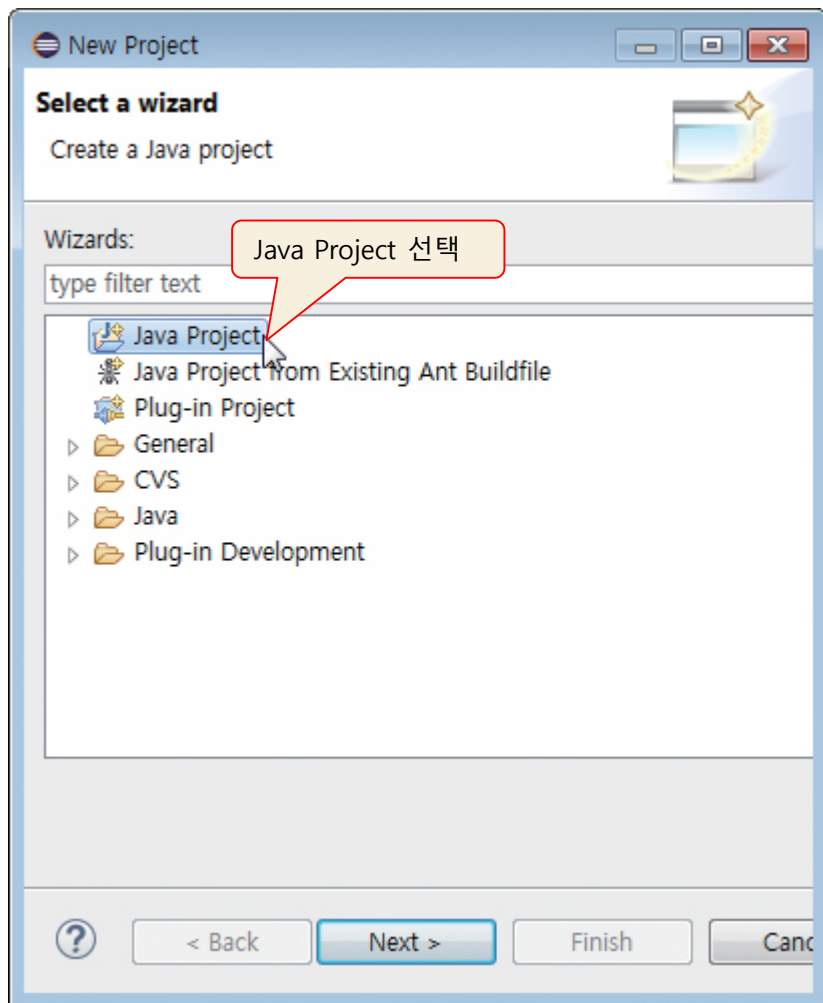 New Project
Select a wizard
Create a Java project
Wizards:
Java Project 선택
type filter text
Java Project
Java Project from Existing Ant Buildfile
Plug-in Project
General
CVS
Java
Plug-in Development
?
< Back
Next >
Finish
Canc